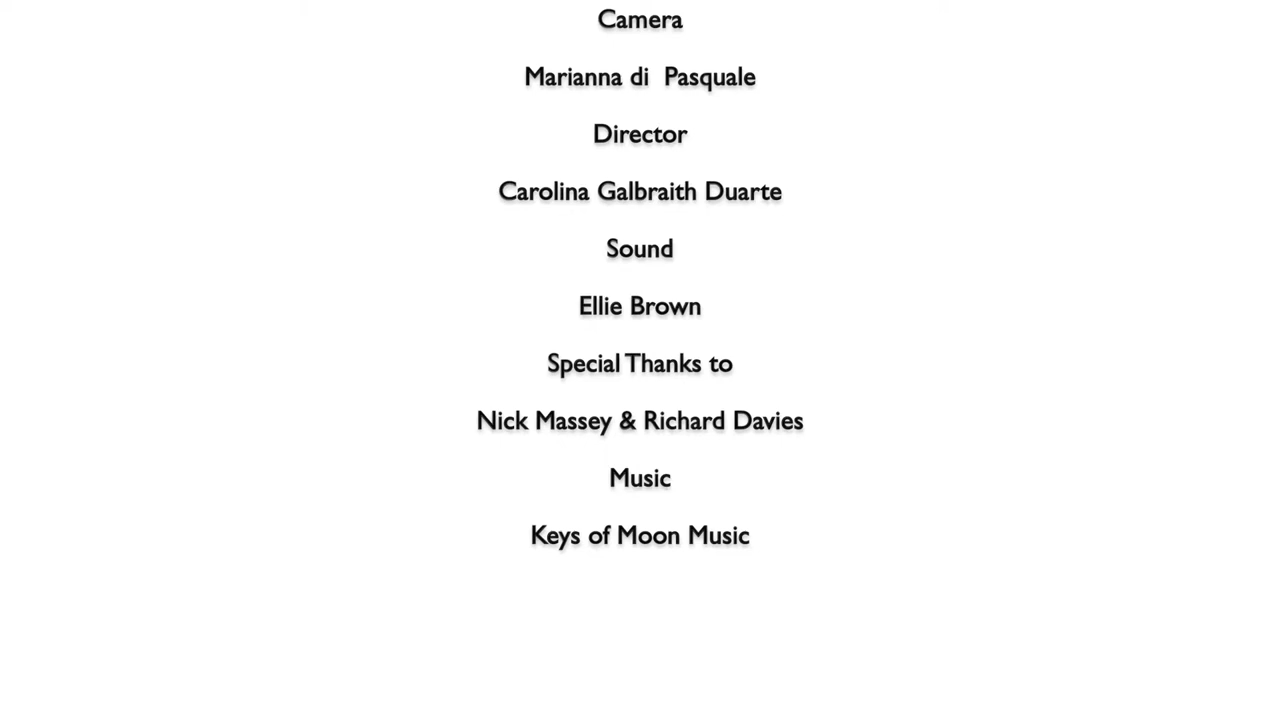 Camera
Marianna di  Pasquale
Director
Carolina Galbraith Duarte
Sound
Ellie Brown
Special Thanks to
Nick Massey & Richard Davies
Music
Keys of Moon Music